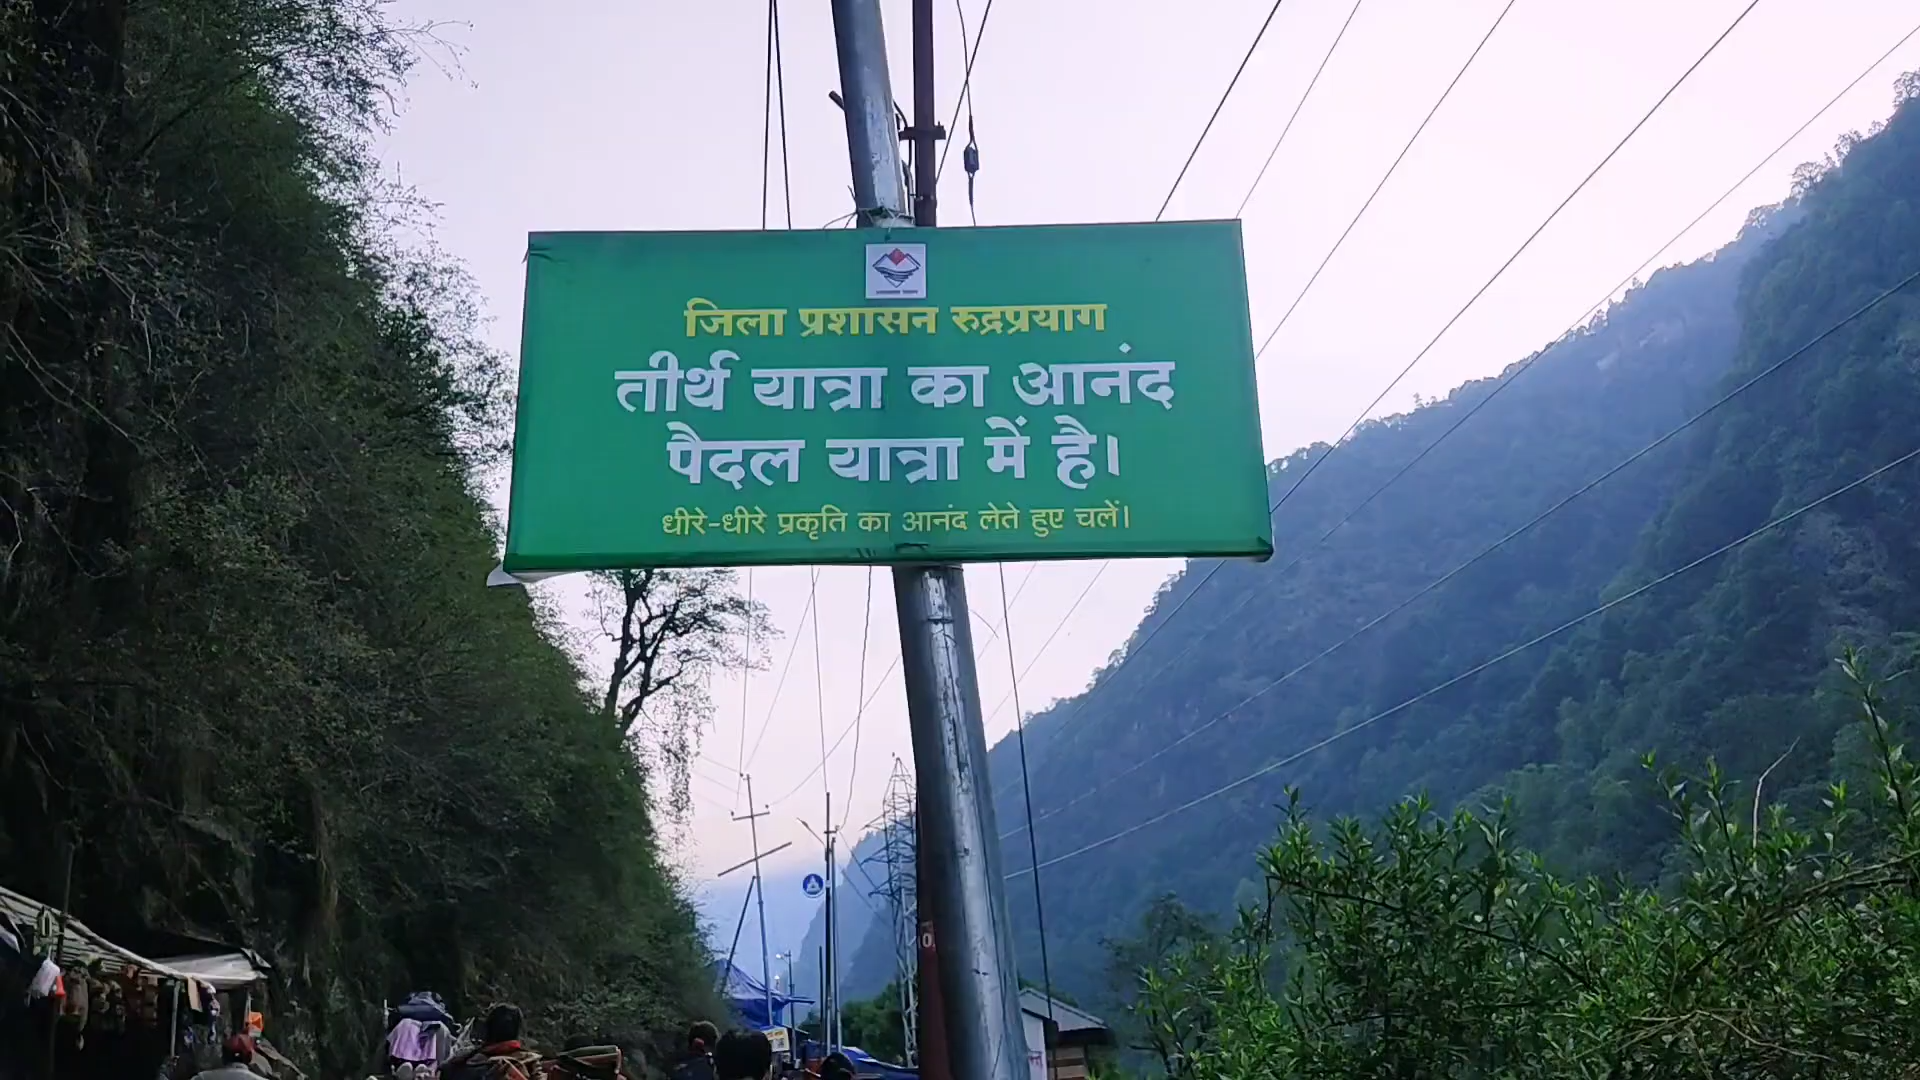 जिला प्रशासन रुद्रप्रयाग
तीर्थ यात्रा का आनंद
पैदल यात्रा में है।
धीरे-धीरे प्रकृति का आनंद लेते हुए चलें।